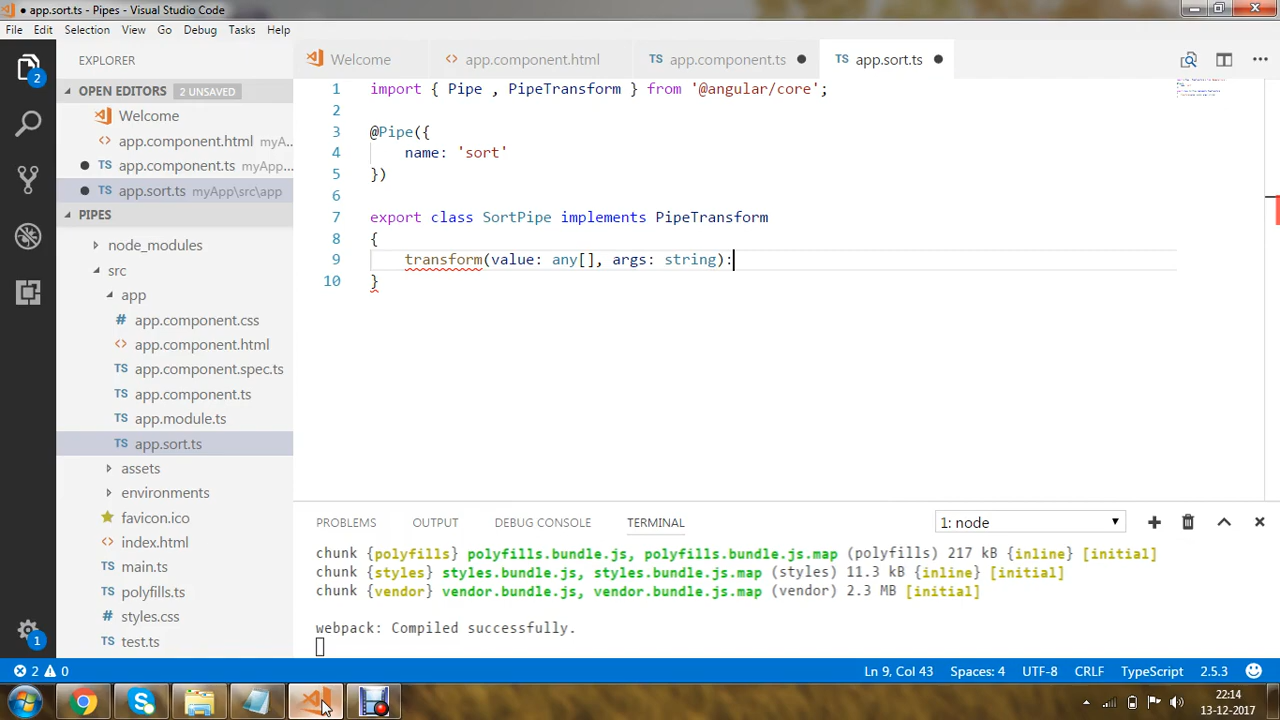 ● app.sort.ts - Pipes - Visual Studio Code
File Edit Selection View Go Debug Tasks Help
EXPLORER
OPEN EDITORS 2 UNSAVED
Welcome
app.component.html myA...
app.component.ts myApp...
app.sort.ts myApp\src\app
PIPES
node_modules
src
app
app.component.css
app.component.html
app.component.spec.ts
app.component.ts
app.module.ts
app.sort.ts
assets
environments
favicon.ico
index.html
main.ts
polyfills.ts
styles.css
test.ts
Welcome app.component.html app.component.ts app.sort.ts
1 import { Pipe , PipeTransform } from '@angular/core';
2
3 @Pipe({
4 name: 'sort'
5 })
6
7 export class SortPipe implements PipeTransform
8 {
9 transform(value: any[], args: string):
10 }
PROBLEMS OUTPUT DEBUG CONSOLE TERMINAL 1: node
chunk {polyfills} polyfills.bundle.js, polyfills.bundle.js.map (polyfills) 217 kB {inline} [initial]
chunk {styles} styles.bundle.js, styles.bundle.js.map (styles) 11.3 kB {inline} [initial]
chunk {vendor} vendor.bundle.js, vendor.bundle.js.map (vendor) 2.3 MB [initial]
webpack: Compiled successfully.
2 0 Ln 9, Col 43 Spaces: 4 UTF-8 CRLF TypeScript 2.5.3
22:14
13-12-2017